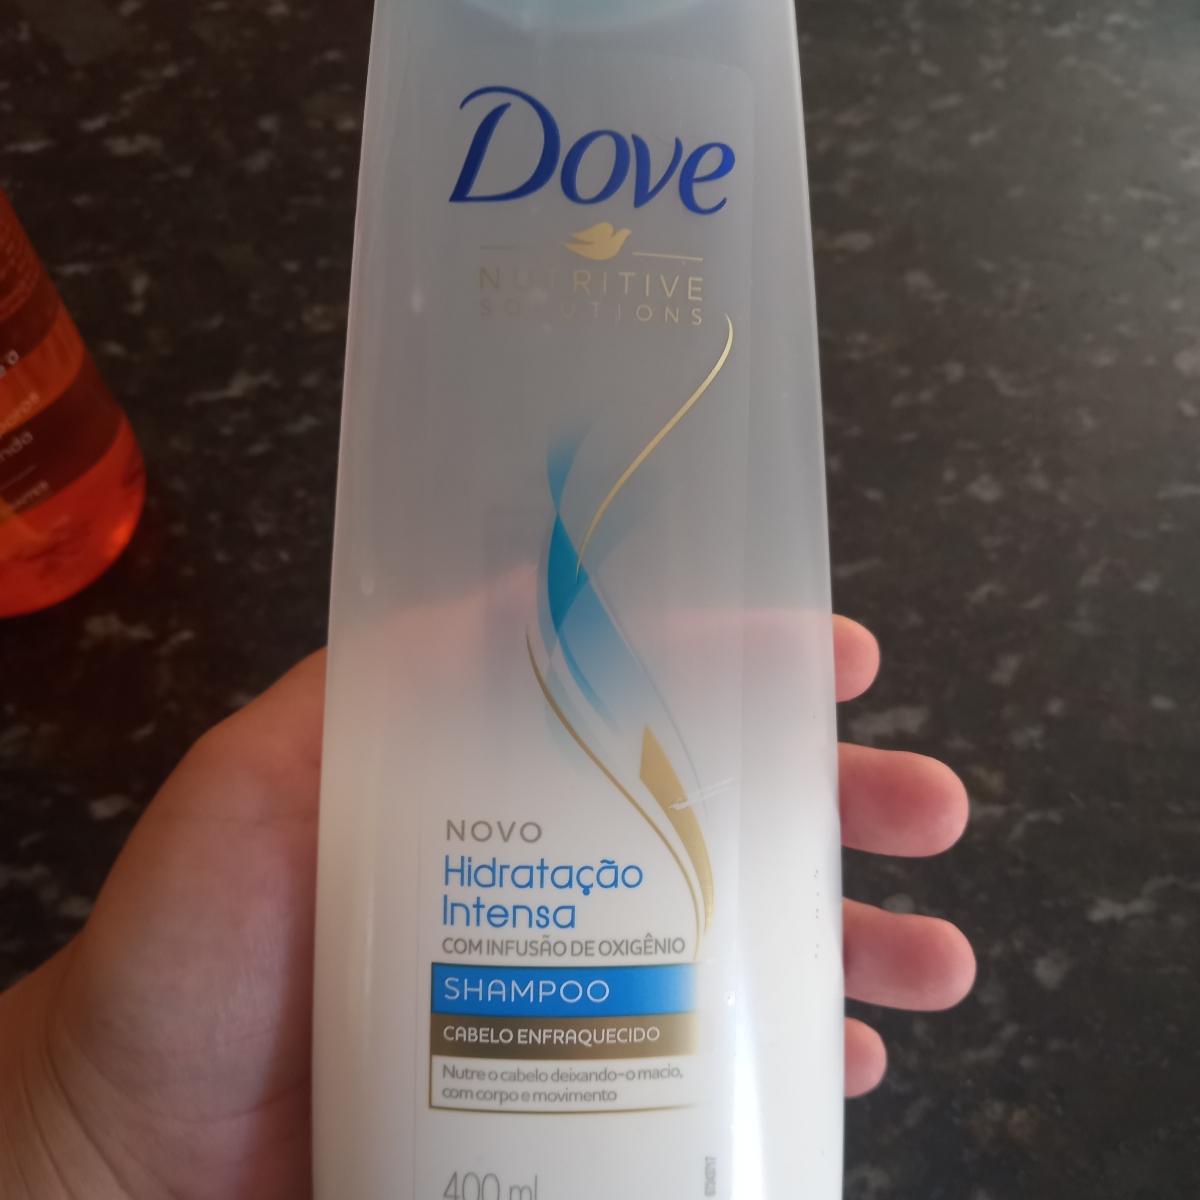 Dove
NUTRITIVE
SOLUTIONS
NOVO
Hidratação
Intensa
COM INFUSÃO DE OXIGÊNIO
SHAMPOO
CABELO ENFRAQUECIDO
Nutre o cabelo deixando-o macio,
com corpo e movimento
400 ml